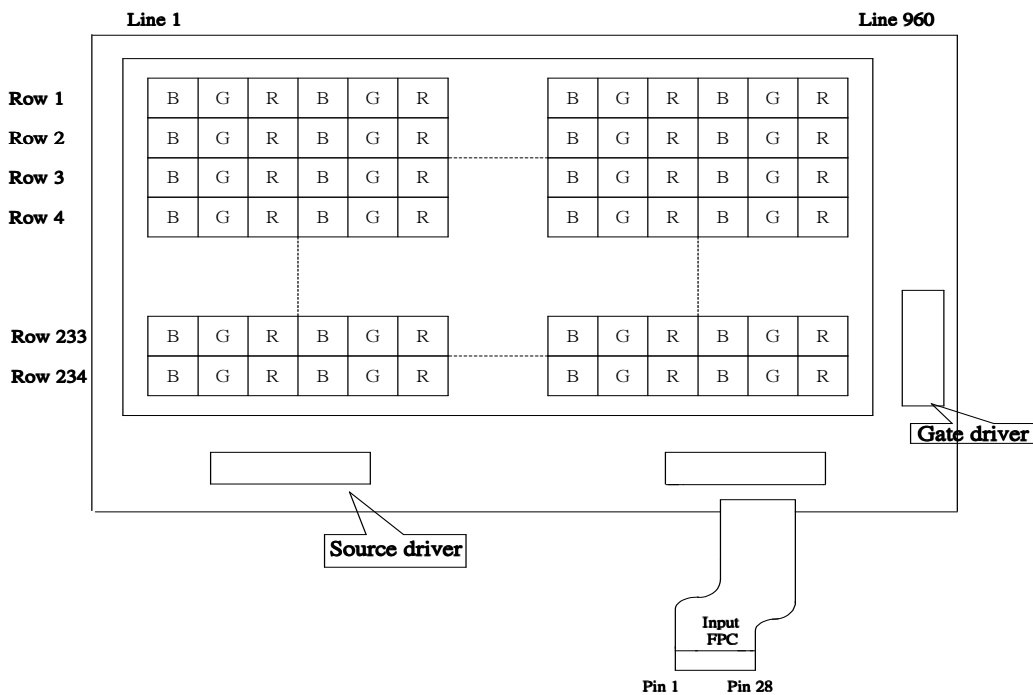 Line 1 Line 960
Row 1 B G R B G R B G R B G R
Row 2 B G R B G R B G R B G R
Row 3 B G R B G R B G R B G R
Row 4 B G R B G R B G R B G R
Row 233 B G R B G R B G R B G R
Row 234 B G R B G R B G R B G R
Gate driver
Source driver
Input
FPC
Pin 1 Pin 28